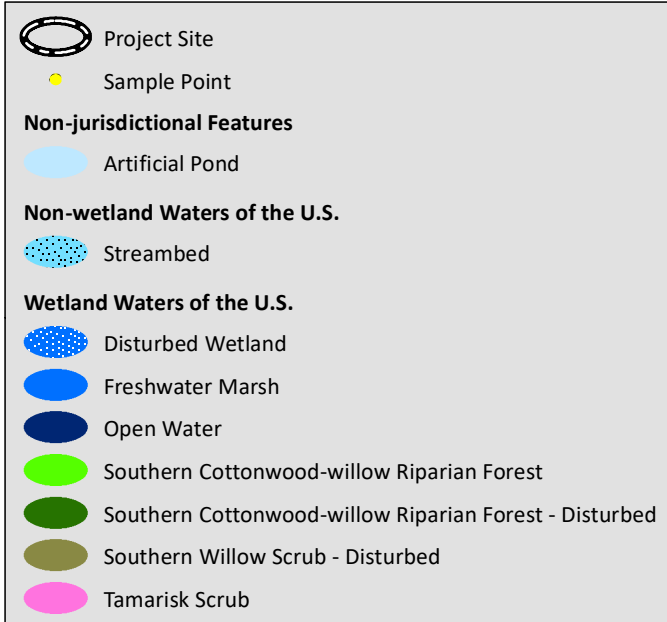 Project Site
Sample Point
Non-jurisdictional Features
Artificial Pond
Non-wetland Waters of the U.S.
Streambed
Wetland Waters of the U.S.
Disturbed Wetland
Freshwater Marsh
Open Water
Southern Cottonwood-willow Riparian Forest
Southern Cottonwood-willow Riparian Forest - Disturbed
Southern Willow Scrub - Disturbed
Tamarisk Scrub